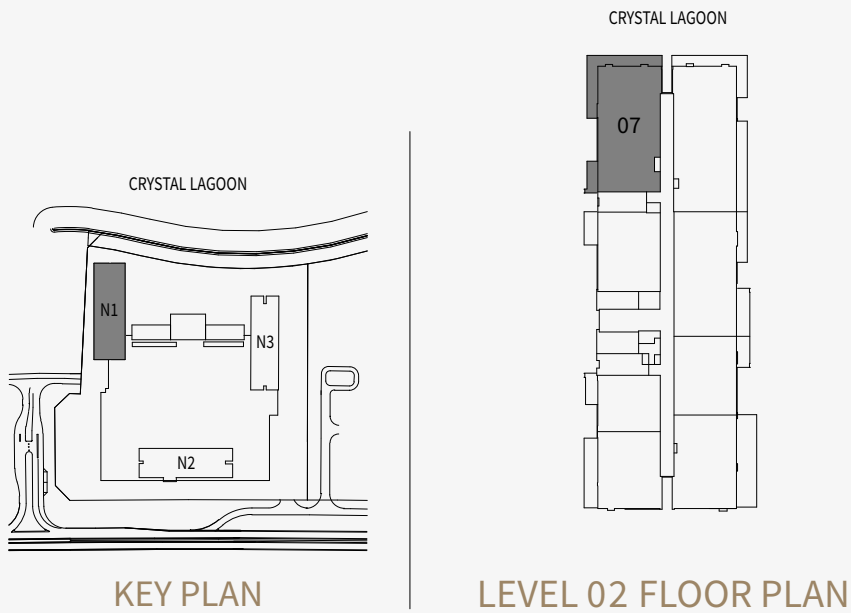 CRYSTAL LAGOON
N1
N3
N2
KEY PLAN
CRYSTAL LAGOON
07
LEVEL 02 FLOOR PLAN